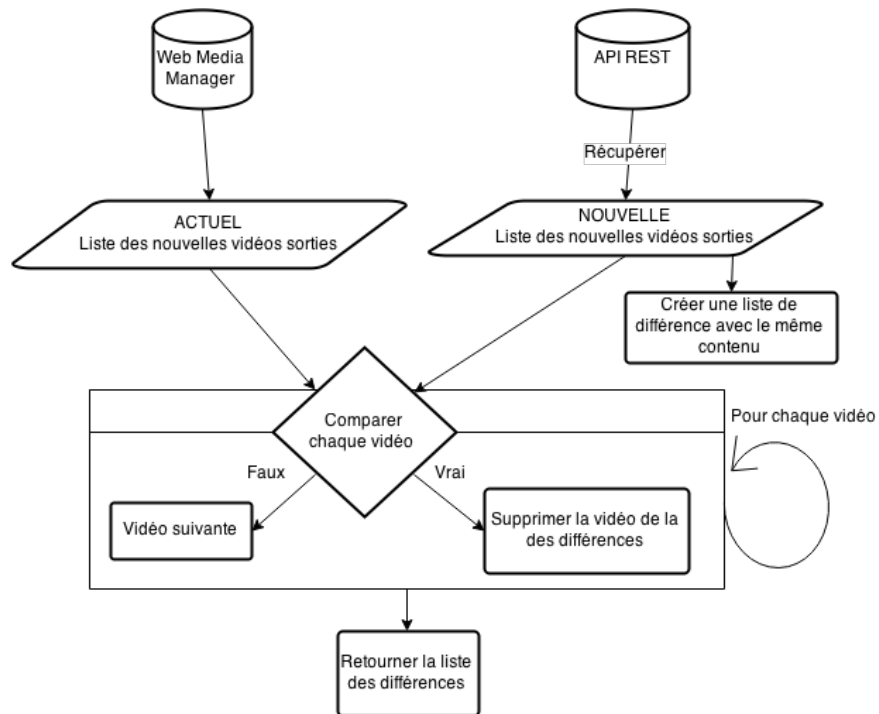 Web Media
Manager
API REST
Récupérer
ACTUEL
Liste des nouvelles vidéos sorties
NOUVELLE
Liste des nouvelles vidéos sorties
Créer une liste de
différence avec le même
contenu
Comparer
chaque vidéo
Pour chaque vidéo
Faux
Vrai
Vidéo suivante
Supprimer la vidéo de la
des différences
Retourner la liste
des différences